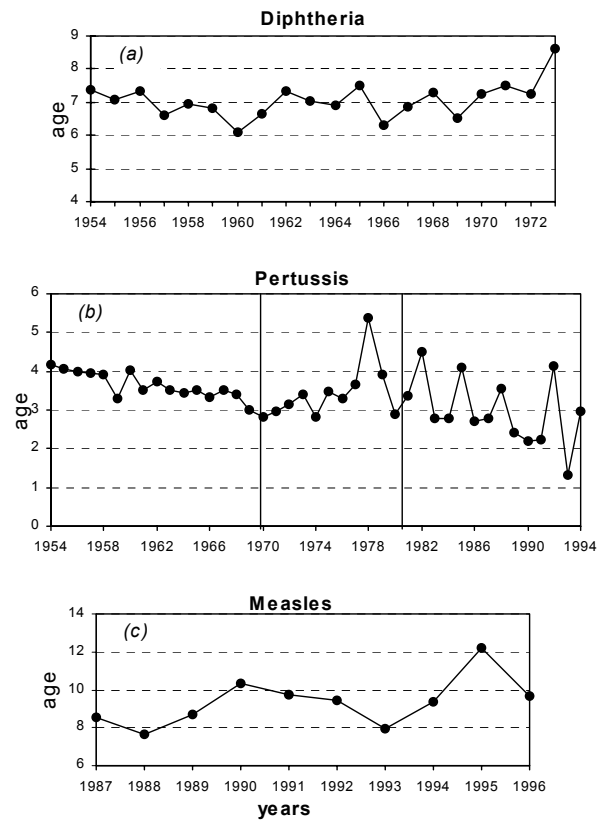 Diphtheria
(a)
age
9
8
7
6
5
4
1954 1956 1958 1960 1962 1964 1966 1968 1970 1972
Pertussis
(b)
age
6
5
4
3
2
1
0
1954 1958 1962 1966 1970 1974 1978 1982 1986 1990 1994
Measles
(c)
age
14
12
10
8
6
1987 1988 1989 1990 1991 1992 1993 1994 1995 1996
years